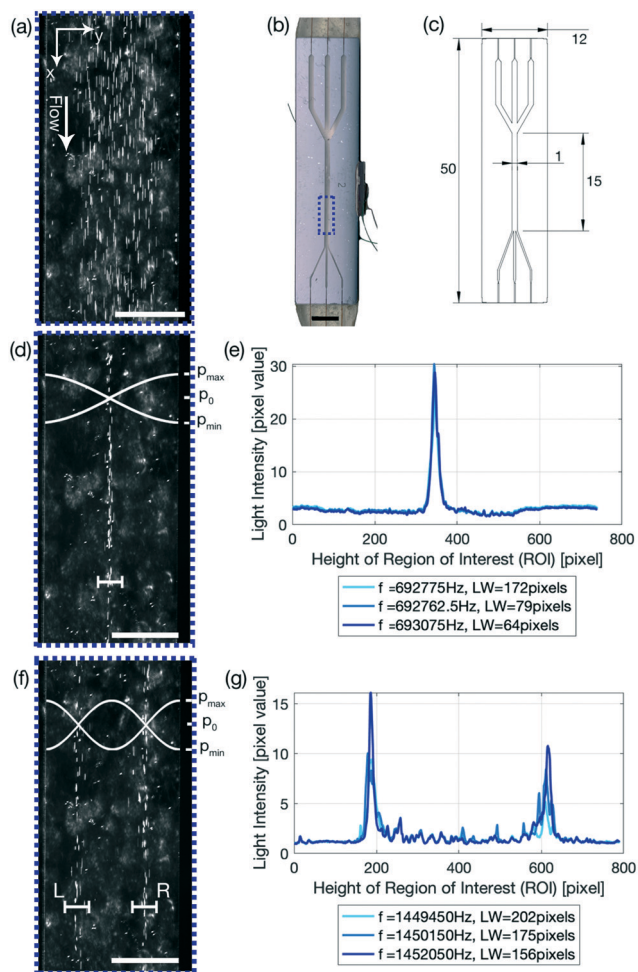 (a)
x
y
Flow
(b)
2
(c)
12
50
1
15
(d)
p_max
p_0
p_min
(e)
Light Intensity [pixel value]
30
20
10
0
0 200 400 600 800
Height of Region of Interest (ROI) [pixel]
f =692775Hz, LW=172pixels
f =692762.5Hz, LW=79pixels
f =693075Hz, LW=64pixels
(f)
p_max
p_0
p_min
L R
(g)
Light Intensity [pixel value]
15
10
5
0
0 200 400 600 800
Height of Region of Interest (ROI) [pixel]
f =1449450Hz, LW=202pixels
f =1450150Hz, LW=175pixels
f =1452050Hz, LW=156pixels